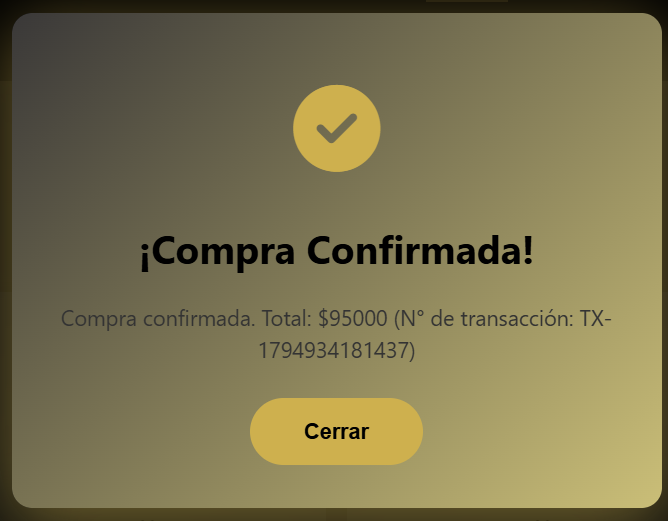 ¡Compra Confirmada!
Compra confirmada. Total: $95000 (N° de transacción: TX-
1794934181437)
Cerrar